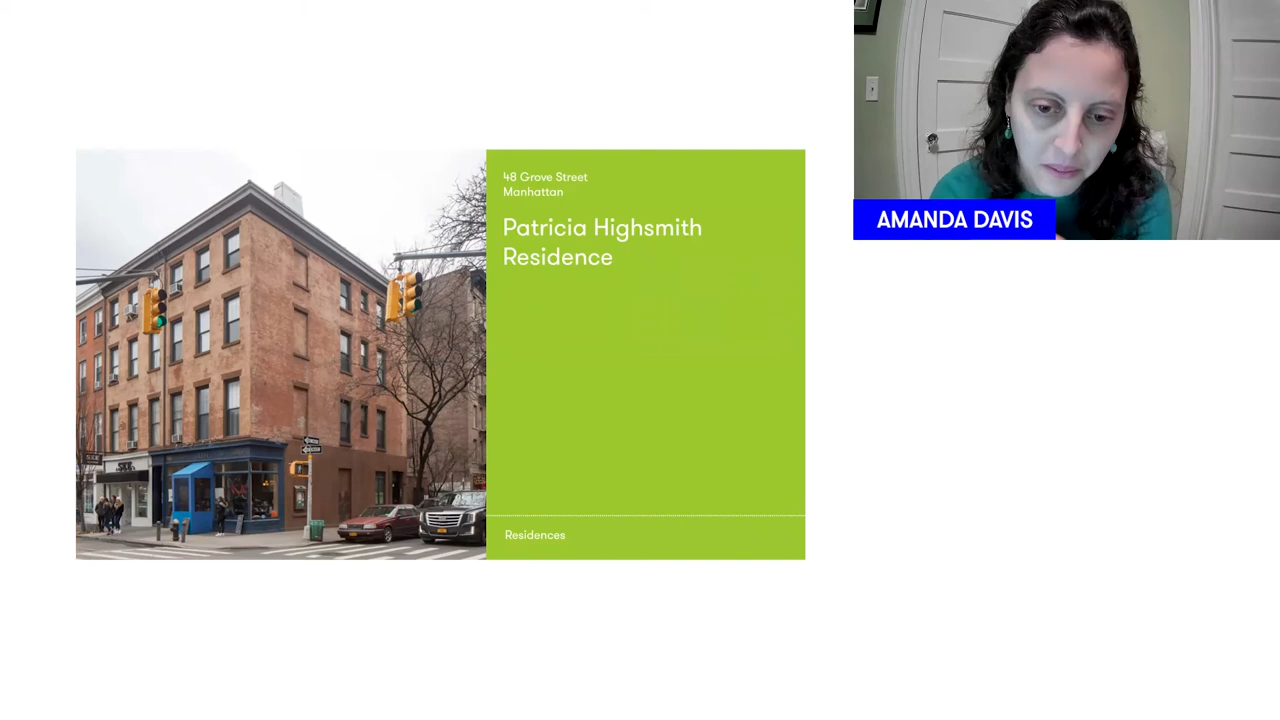 48 Grove Street
Manhattan
Patricia Highsmith
Residence
Residences
AMANDA DAVIS